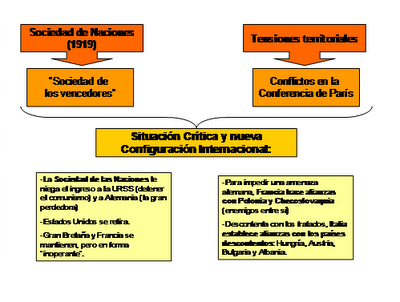 Sociedad de Naciones
(1919)
Tensiones territoriales
"Sociedad de
los vencedores"
Conflictos en la
Conferencia de París
Situación Crítica y nueva
Configuración Internacional:
-La Sociedad de las Naciones le
niega el ingreso a la URSS (detener
el comunismo) y a Alemania (la gran
perdedora)
-Estados Unidos se retira.
-Gran Bretaña y Francia se
mantienen, pero en forma
"inoperante".
-Para impedir una amenaza
alemana, Francia hace alianzas
con Polonia y Checoslovaquia
(enemigos entre sí)
-Descontenta con los tratados, Italia
establece alianzas con los países
descontentos: Hungría, Austria,
Bulgaria y Albania.